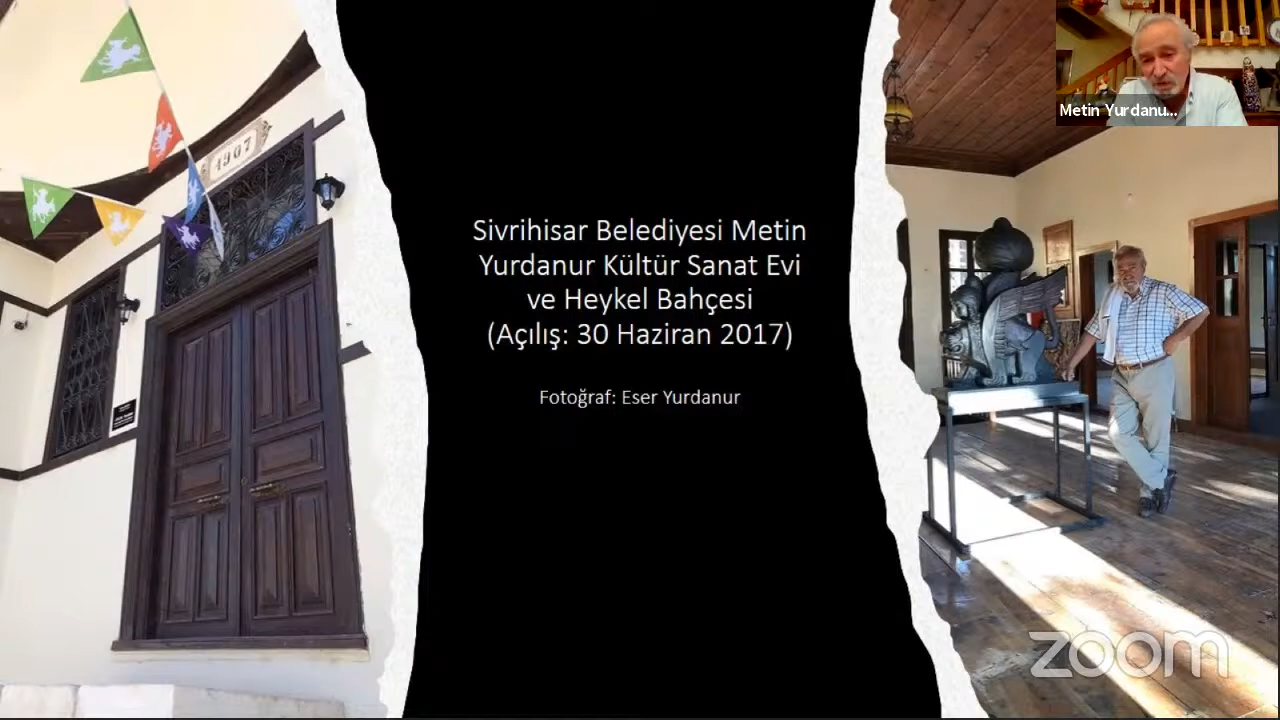 1907
Metin Yurdanu...
Sivrihisar Belediyesi Metin
Yurdanur Kültür Sanat Evi
ve Heykel Bahçesi
(Açılış: 30 Haziran 2017)
Fotoğraf: Eser Yurdanur
zoom